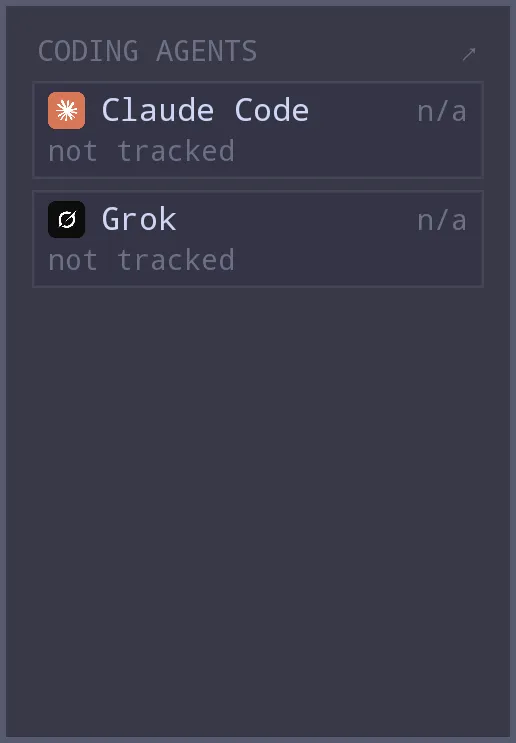 CODING AGENTS ↗
Claude Code n/a
not tracked
Grok n/a
not tracked